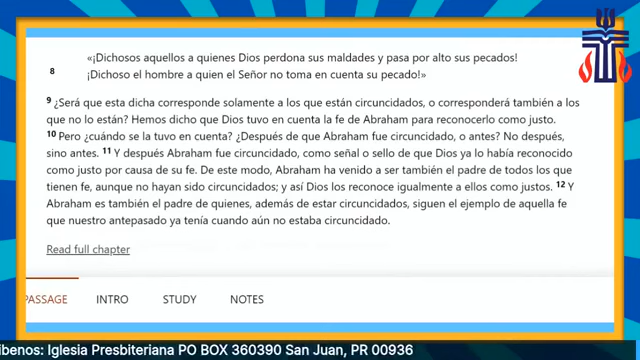 «¡Dichosos aquellos a quienes Dios perdona sus maldades y pasa por alto sus pecados!
8 ¡Dichoso el hombre a quien el Señor no toma en cuenta su pecado!»
9 ¿Será que esta dicha corresponde solamente a los que están circuncidados, o corresponderá también a los
que no lo están? Hemos dicho que Dios tuvo en cuenta la fe de Abraham para reconocerlo como justo.
10 Pero ¿cuándo se la tuvo en cuenta? ¿Después de que Abraham fue circuncidado, o antes? No después,
sino antes. 11 Y después Abraham fue circuncidado, como señal o sello de que Dios ya lo había reconocido
como justo por causa de su fe. De este modo, Abraham ha venido a ser también el padre de todos los que
tienen fe, aunque no hayan sido circuncidados; y así Dios los reconoce igualmente a ellos como justos. 12 Y
Abraham es también el padre de quienes, además de estar circuncidados, siguen el ejemplo de aquella fe
que nuestro antepasado ya tenía cuando aún no estaba circuncidado.
Read full chapter
PASSAGE INTRO STUDY NOTES
ibenos: Iglesia Presbiteriana PO BOX 360390 San Juan, PR 00936